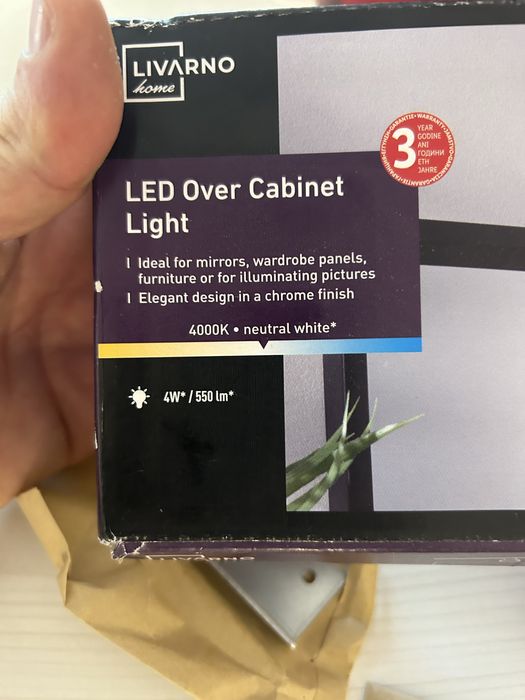 LIVARNO
home
3 YEAR
GODINE
ANI
ГОДИНИ
ΕΤΗ
JAHRE
LED Over Cabinet
Light
Ideal for mirrors, wardrobe panels,
furniture or for illuminating pictures
Elegant design in a chrome finish
4000K • neutral white*
4W* / 550 lm*